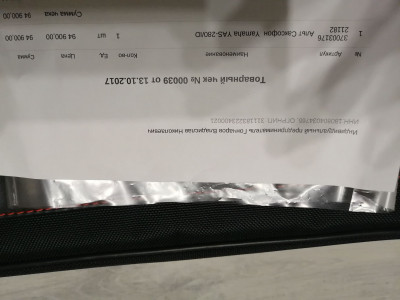 Индивидуальный предприниматель Гончаров Владислав Николаевич
Товарный чек № 00039 от 13.10.2017
№ Артикул Наименование Кол-во Ед. Цена Сумма
1 37003176 Альт Саксофон Yamaha YAS-280ID 1 шт 94 900,00 94 900,00
21182
Сумма чека 94 900,00